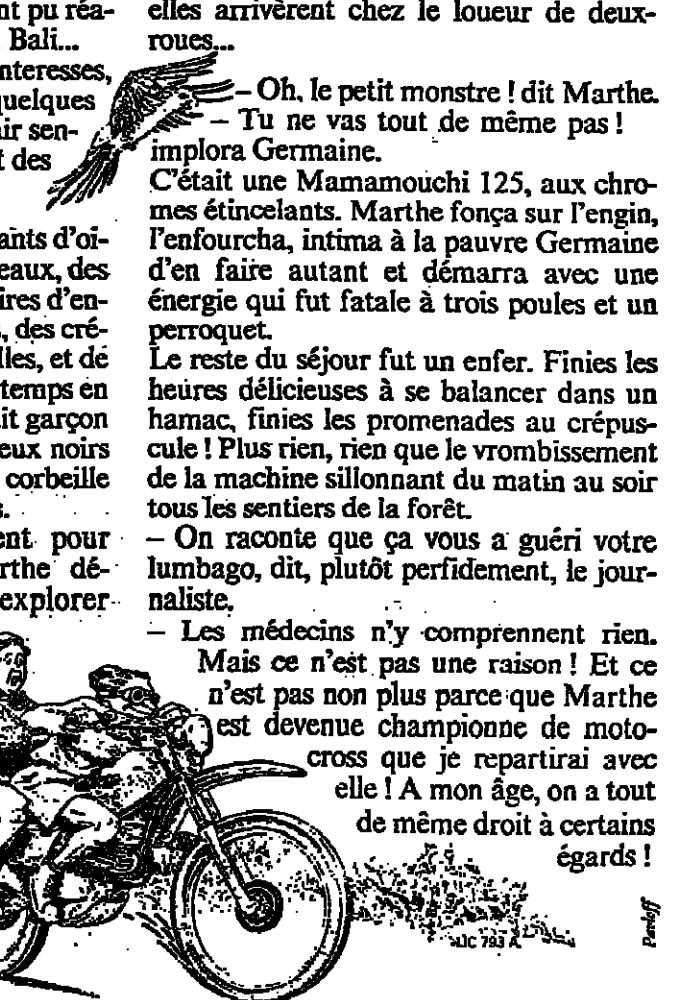 nt pu réa-
Bali...
nteresses,
uelques
ir sen-
t des
ants d'oi-
eaux, des
ires d'en-
, des cré-
lles, et de
temps en
it garçon
eux noirs
corbeille
s.
ent pour
rthe dé-
explorer
elles arrivèrent chez le loueur de deux-
roues...
– Oh, le petit monstre ! dit Marthe.
– Tu ne vas tout de même pas !
implora Germaine.
C'était une Mamamouchi 125, aux chro-
mes étincelants. Marthe fonça sur l'engin,
l'enfourcha, intima à la pauvre Germaine
d'en faire autant et démarra avec une
énergie qui fut fatale à trois poules et un
perroquet.
Le reste du séjour fut un enfer. Finies les
heures délicieuses à se balancer dans un
hamac, finies les promenades au crépus-
cule ! Plus rien, rien que le vrombissement
de la machine sillonnant du matin au soir
tous les sentiers de la forêt.
– On raconte que ça vous a guéri votre
lumbago, dit, plutôt perfidement, le jour-
naliste.
– Les médecins n'y comprennent rien.
Mais ce n'est pas une raison ! Et ce
n'est pas non plus parce que Marthe
est devenue championne de moto-
cross que je repartirai avec
elle ! A mon âge, on a tout
de même droit à certains
égards !
LIC 793 A